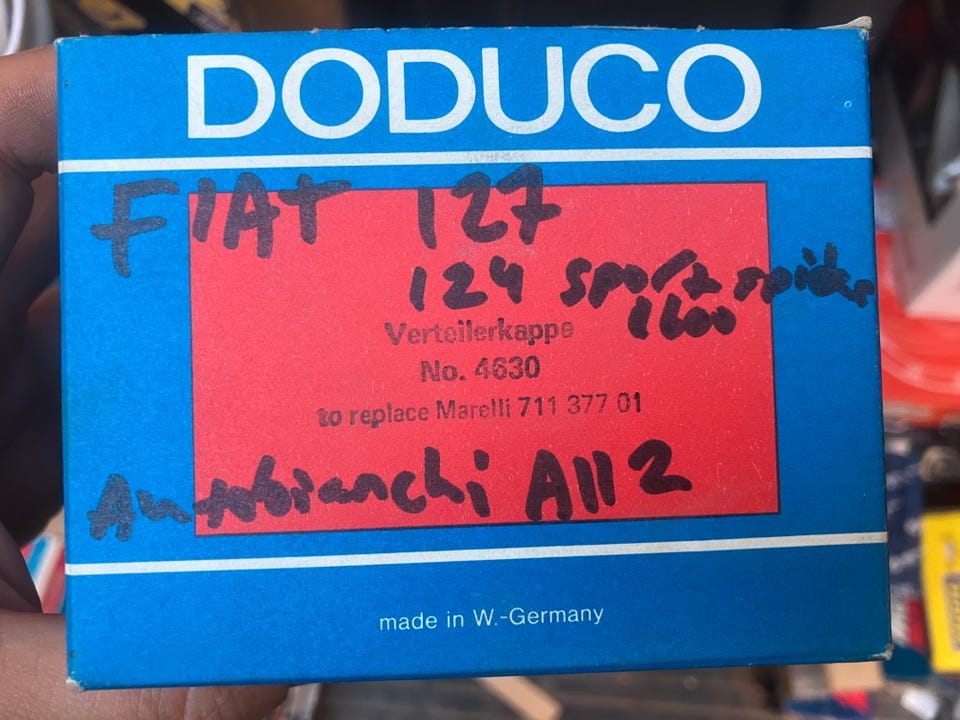 DODUCO
FIAT 127
124 sport spider
1600
Verteilerkappe
No. 4630
to replace Marelli 711 377 01
Autobianchi A112
made in W.-Germany